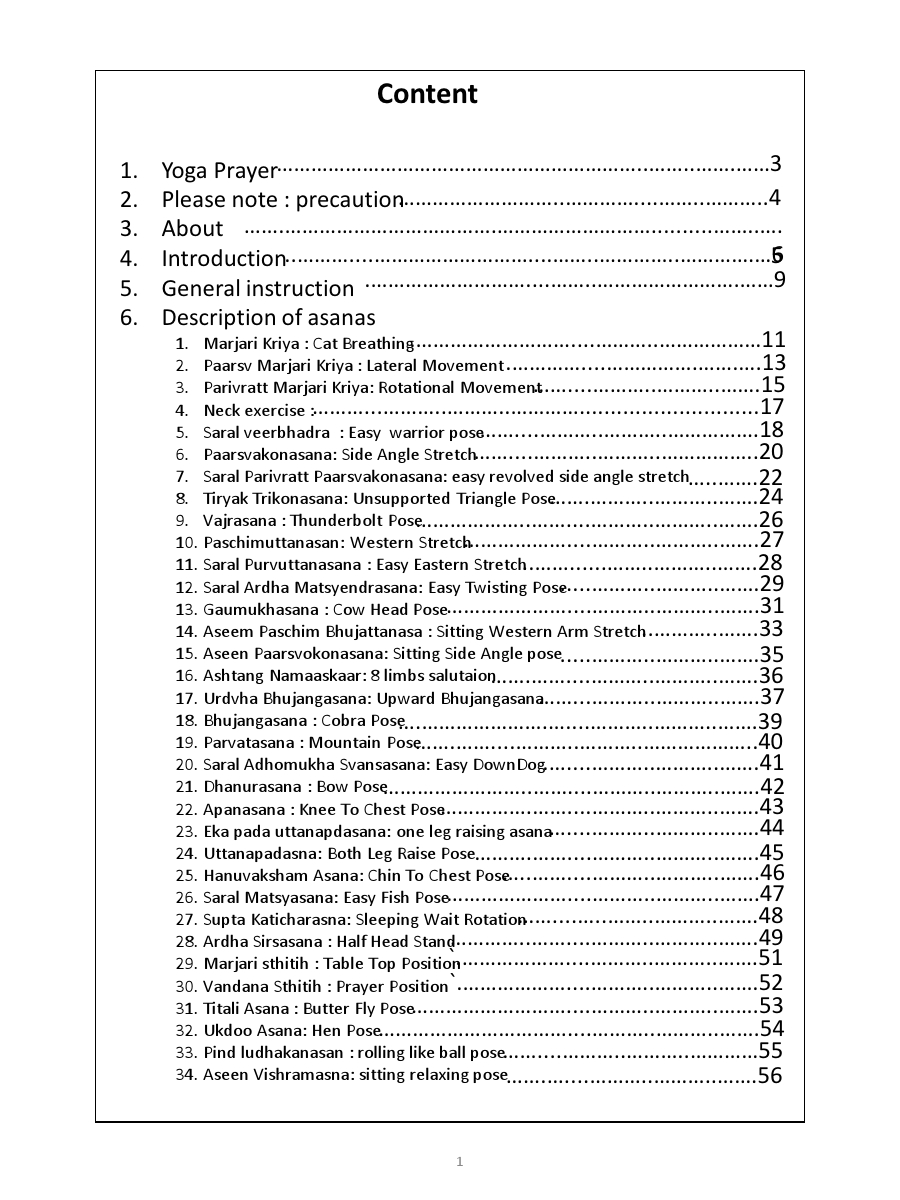 Content
1. Yoga Prayer..........3
2. Please note : precaution..........4
3. About ..........
4. Introduction..........
5. General instruction ..........9
6. Description of asanas
1. Marjari Kriya : Cat Breathing..........11
2. Paarsv Marjari Kriya : Lateral Movement..........13
3. Parivratt Marjari Kriya: Rotational Movement..........15
4. Neck exercise :..........17
5. Saral veerbhadra : Easy warrior pose..........18
6. Paarsvakonasana: Side Angle Stretch..........20
7. Saral Parivratt Paarsvakonasana: easy revolved side angle stretch..........22
8. Tiryak Trikonasana: Unsupported Triangle Pose..........24
9. Vajrasana : Thunderbolt Pose..........26
10. Paschimuttanasan: Western Stretch..........27
11. Saral Purvuttanasana : Easy Eastern Stretch..........28
12. Saral Ardha Matsyendrasana: Easy Twisting Pose..........29
13. Gaumukhasana : Cow Head Pose..........31
14. Aseem Paschim Bhujattanasa : Sitting Western Arm Stretch..........33
15. Aseen Paarsvokonasana: Sitting Side Angle pose..........35
16. Ashtang Namaaskaar: 8 limbs salutaion..........36
17. Urdvha Bhujangasana: Upward Bhujangasana..........37
18. Bhujangasana : Cobra Pose..........39
19. Parvatasana : Mountain Pose..........40
20. Saral Adhomukha Svansasana: Easy DownDog..........41
21. Dhanurasana : Bow Pose..........42
22. Apanasana : Knee To Chest Pose..........43
23. Eka pada uttanapdasana: one leg raising asana..........44
24. Uttanapadasna: Both Leg Raise Pose..........45
25. Hanuvaksham Asana: Chin To Chest Pose..........46
26. Saral Matsyasana: Easy Fish Pose..........47
27. Supta Katicharasna: Sleeping Wait Rotation..........48
28. Ardha Sirsasana : Half Head Stand..........49
29. Marjari sthitih : Table Top Position`..........51
30. Vandana Sthitih : Prayer Position`..........52
31. Titali Asana : Butter Fly Pose..........53
32. Ukdoo Asana: Hen Pose..........54
33. Pind ludhakanasan : rolling like ball pose..........55
34. Aseen Vishramasna: sitting relaxing pose..........56
1